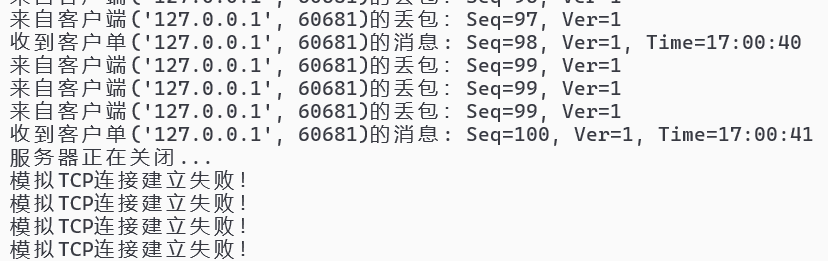 来自客户端('127.0.0.1', 60681)的丢包: Seq=96, Ver=1
来自客户端('127.0.0.1', 60681)的丢包: Seq=97, Ver=1
收到客户单('127.0.0.1', 60681)的消息: Seq=98, Ver=1, Time=17:00:40
来自客户端('127.0.0.1', 60681)的丢包: Seq=99, Ver=1
来自客户端('127.0.0.1', 60681)的丢包: Seq=99, Ver=1
来自客户端('127.0.0.1', 60681)的丢包: Seq=99, Ver=1
收到客户单('127.0.0.1', 60681)的消息: Seq=100, Ver=1, Time=17:00:41
服务器正在关闭...
模拟TCP连接建立失败!
模拟TCP连接建立失败!
模拟TCP连接建立失败!
模拟TCP连接建立失败!